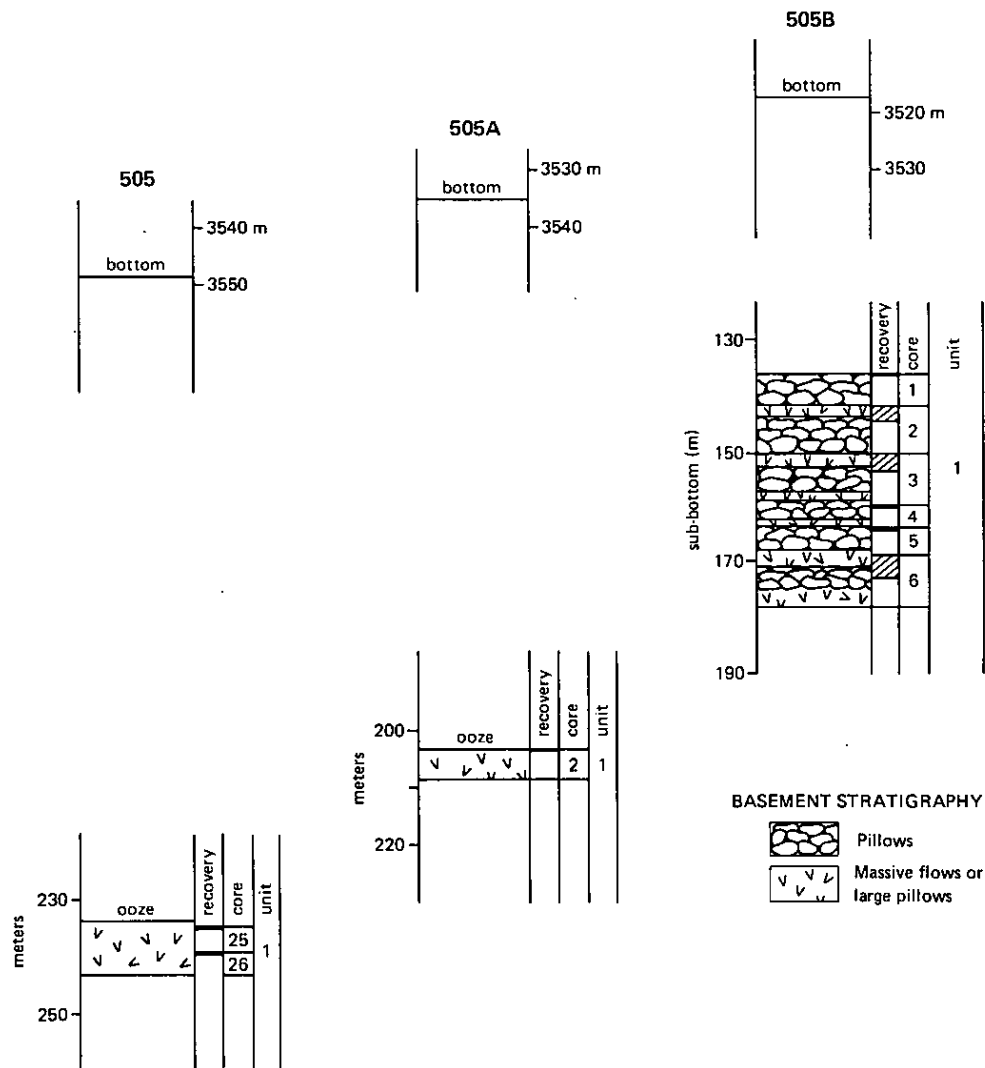 505
3540 m
bottom
3550
505A
3530 m
bottom
3540
505B
bottom
3520 m
3530
recovery
core
unit
130
150
170
190
sub-bottom (m)
1
2
3
4
5
6
1
recovery
core
unit
200
ooze
2
1
220
meters
BASEMENT STRATIGRAPHY
Pillows
Massive flows or
large pillows
recovery
core
unit
230
ooze
25
26
1
250
meters